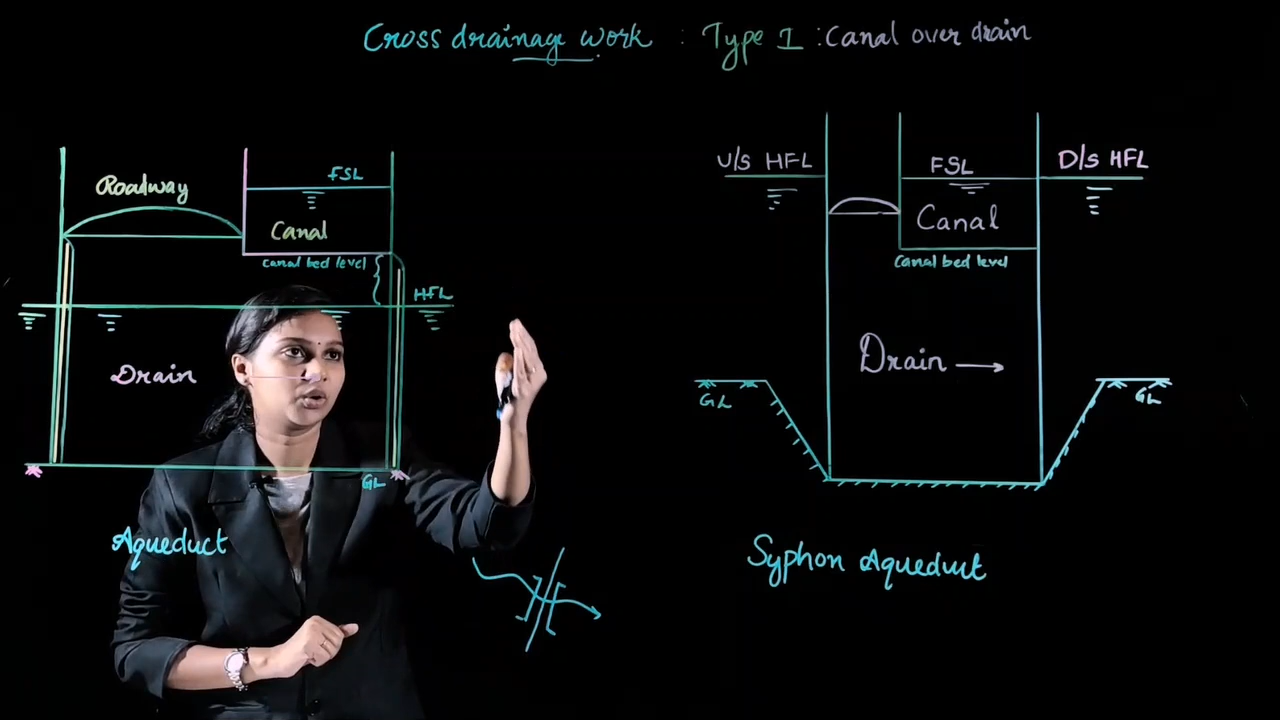 Cross drainage work : Type I : Canal over drain
Roadway
FSL
Canal
Canal bed level
HFL
Drain
GL
Aqueduct
U/S HFL
FSL
D/S HFL
Canal
Canal bed level
Drain
GL
GL
Syphon Aqueduct